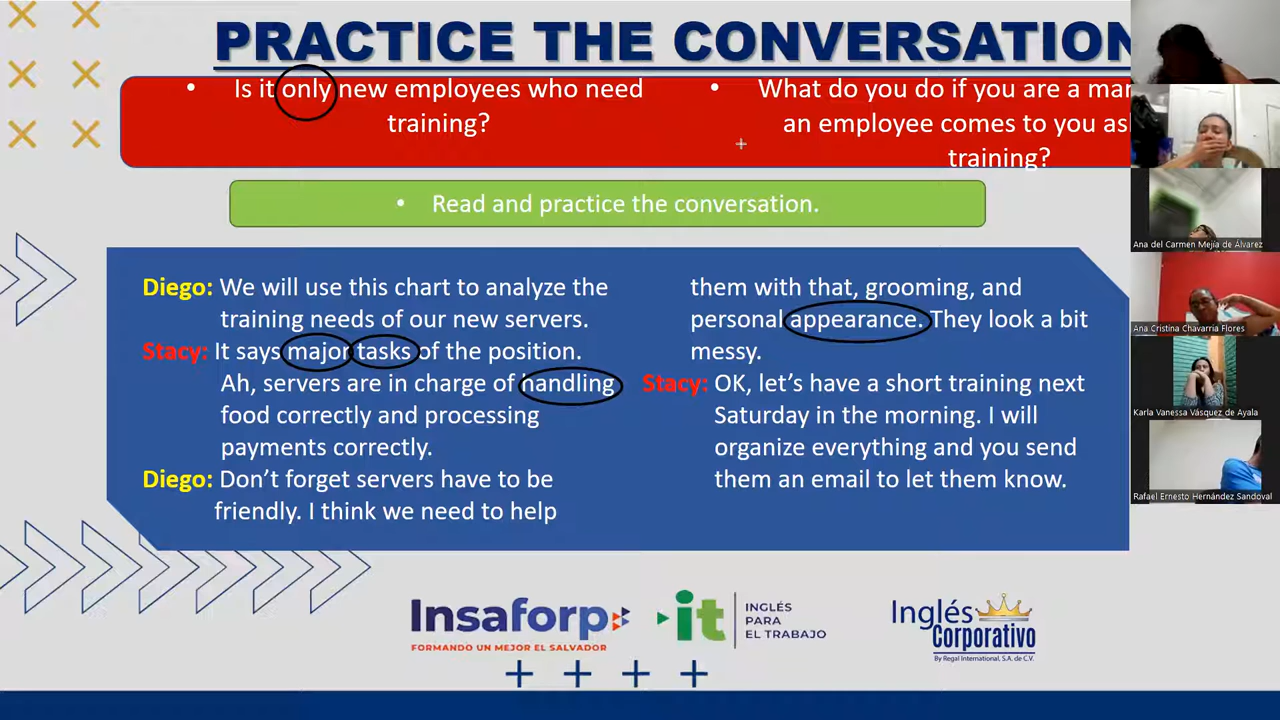 PRACTICE THE CONVERSATION
• Is it only new employees who need
training?
• What do you do if you are a
an employee comes to you
training?
• Read and practice the conversation.
Diego: We will use this chart to analyze the
training needs of our new servers.
Stacy: It says major tasks of the position.
Ah, servers are in charge of handling
food correctly and processing
payments correctly.
Diego: Don't forget servers have to be
friendly. I think we need to help
them with that, grooming, and
personal appearance. They look a bit
messy.
Stacy: OK, let's have a short training next
Saturday in the morning. I will
organize everything and you send
them an email to let them know.
Insaforp
FORMANDO UN MEJOR EL SALVADOR
it
INGLÉS
PARA
EL TRABAJO
Inglés
Corporativo
By Regal International, S.A. de C.V.
Ana del Carmen Mejía de Álvarez
Ana Cristina Chavarria Flores
Karla Vanessa Vásquez de Ayala
Rafael Ernesto Hernández Sandoval